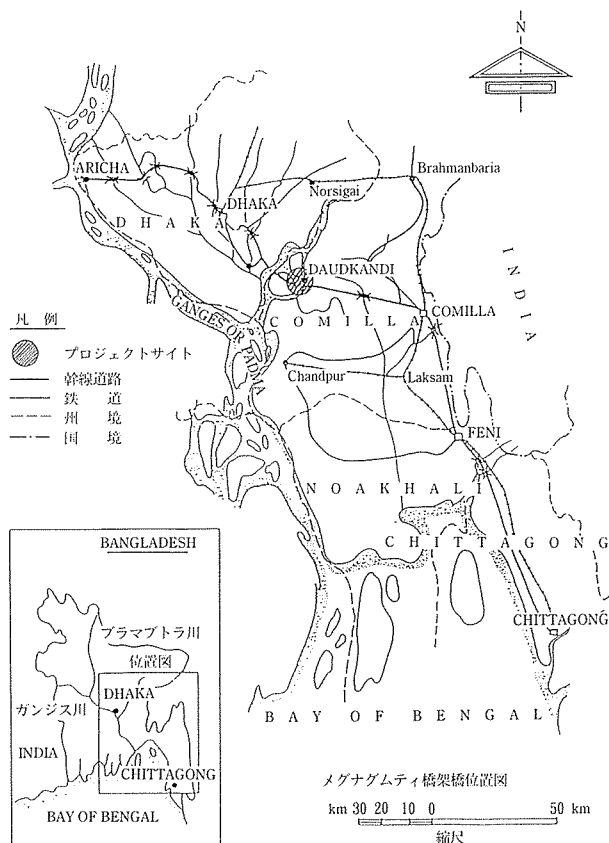 N
ARICHA
Brahmanbaria
DHAKA
Norsigai
D H A K A
DAUDKANDI
INDIA
GANGES OR PADMA
COMILLA
C O M I L L A
凡 例
プロジェクトサイト
Chandpur
Laksam
幹線道路
鉄 道
州 境
国 境
FENI
N O A K H A L I
C H I T T A G O N G
BANGLADESH
CHITTAGONG
ブラマプトラ川
位置図
DHAKA
ガンジス川
B A Y O F B E N G A L
INDIA
CHITTAGONG
メグナグムティ橋架橋位置図
BAY OF BENGAL
km 30 20 10 0 50 km
縮尺